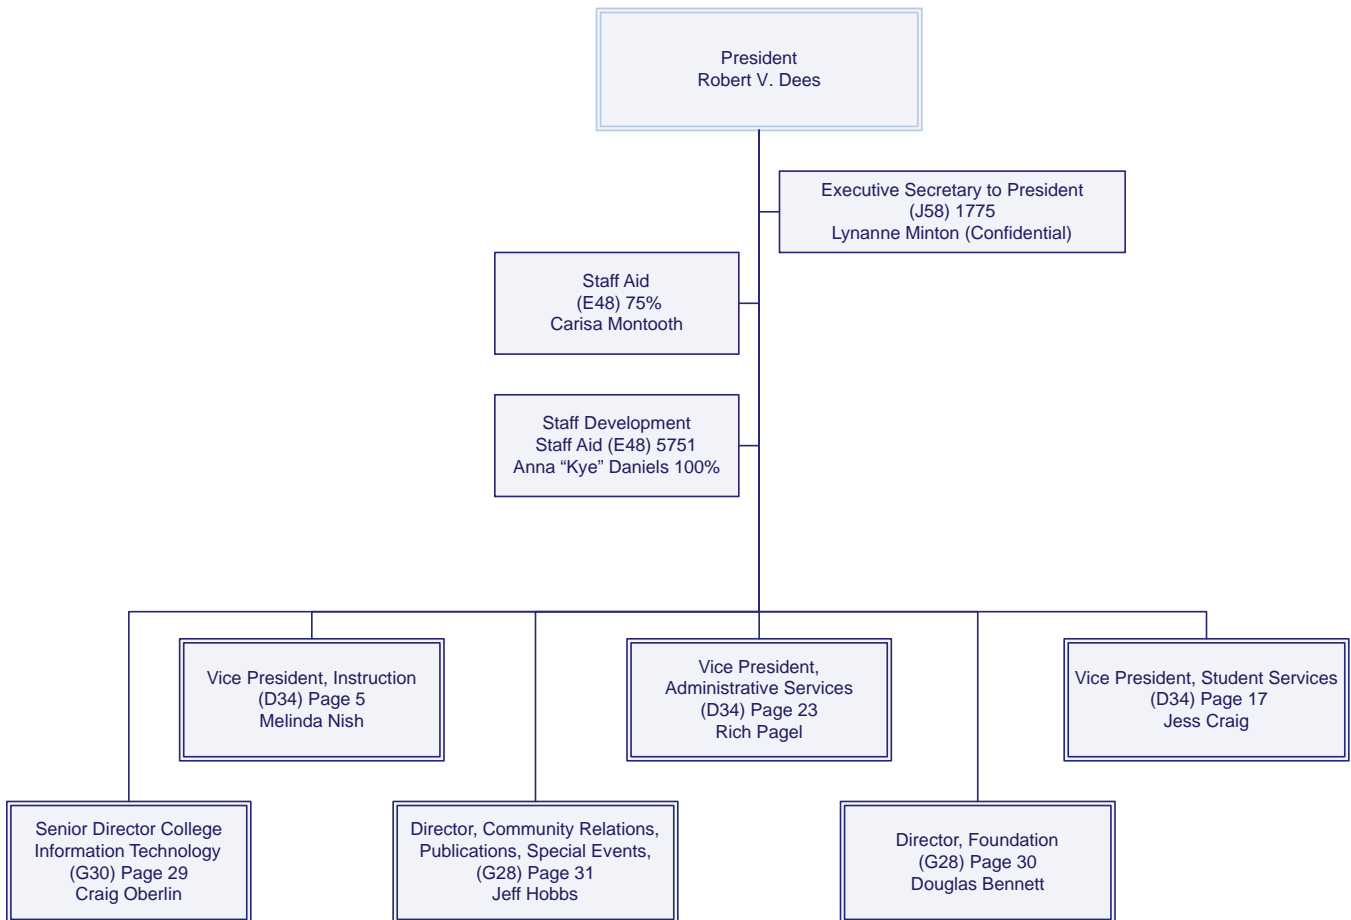 President
Robert V. Dees
Executive Secretary to President
(J58) 1775
Lynanne Minton (Confidential)
Staff Aid
(E48) 75%
Carisa Montooth
Staff Development
Staff Aid (E48) 5751
Anna “Kye” Daniels 100%
Vice President, Instruction
(D34) Page 5
Melinda Nish
Vice President,
Administrative Services
(D34) Page 23
Rich Pagel
Vice President, Student Services
(D34) Page 17
Jess Craig
Senior Director College
Information Technology
(G30) Page 29
Craig Oberlin
Director, Community Relations,
Publications, Special Events,
(G28) Page 31
Jeff Hobbs
Director, Foundation
(G28) Page 30
Douglas Bennett